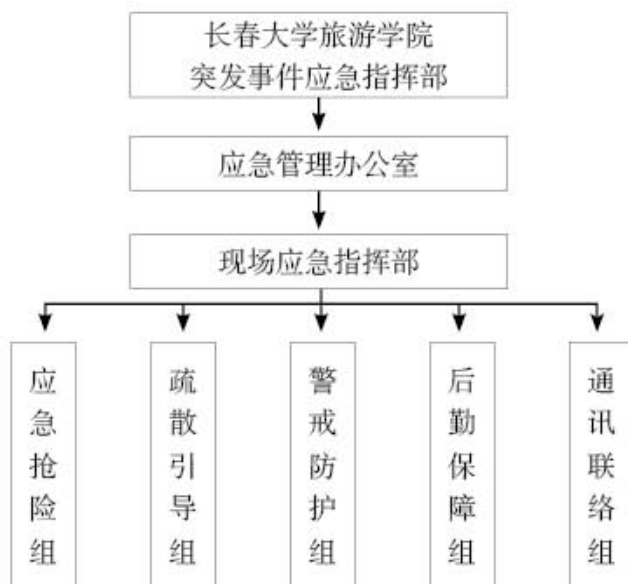 长春大学旅游学院
突发事件应急指挥部
应急管理办公室
现场应急指挥部
应急抢险组
疏散引导组
警戒防护组
后勤保障组
通讯联络组